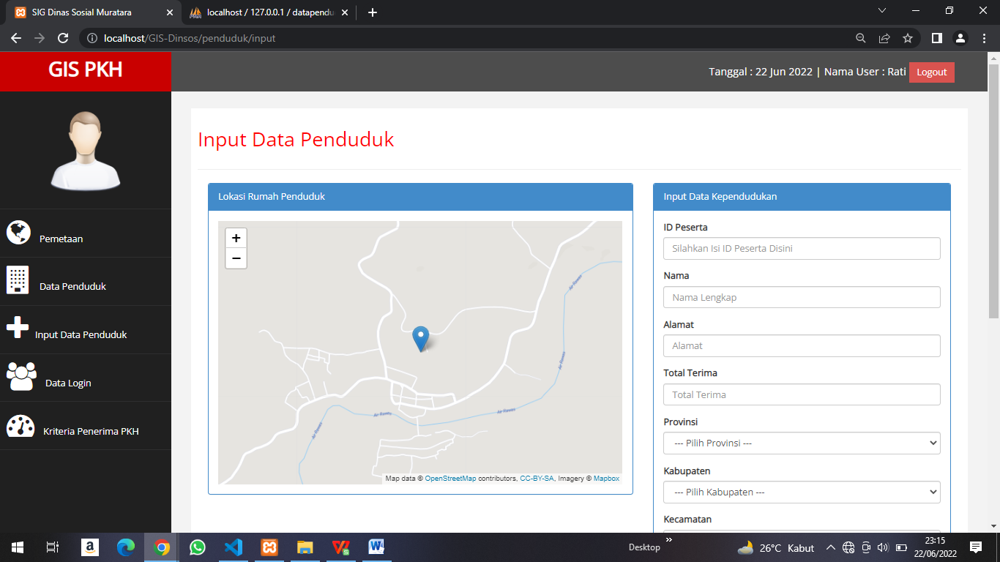 SIG Dinas Sosial Muratara
localhost / 127.0.0.1 / datapendu
localhost/GIS-Dinsos/penduduk/input
GIS PKH
Tanggal : 22 Jun 2022 | Nama User : Rati
Logout
Pemetaan
Data Penduduk
Input Data Penduduk
Data Login
Kriteria Penerima PKH
Input Data Penduduk
Lokasi Rumah Penduduk
+
−
Air Rawas
Air Rawas
Air Rawas
Air Rawas
Air Rawas
Map data © OpenStreetMap contributors, CC-BY-SA, Imagery © Mapbox
Input Data Kependudukan
ID Peserta
Silahkan Isi ID Peserta Disini
Nama
Nama Lengkap
Alamat
Alamat
Total Terima
Total Terima
Provinsi
--- Pilih Provinsi ---
Kabupaten
--- Pilih Kabupaten ---
Kecamatan
Desktop
26°C Kabut
23:15
22/06/2022